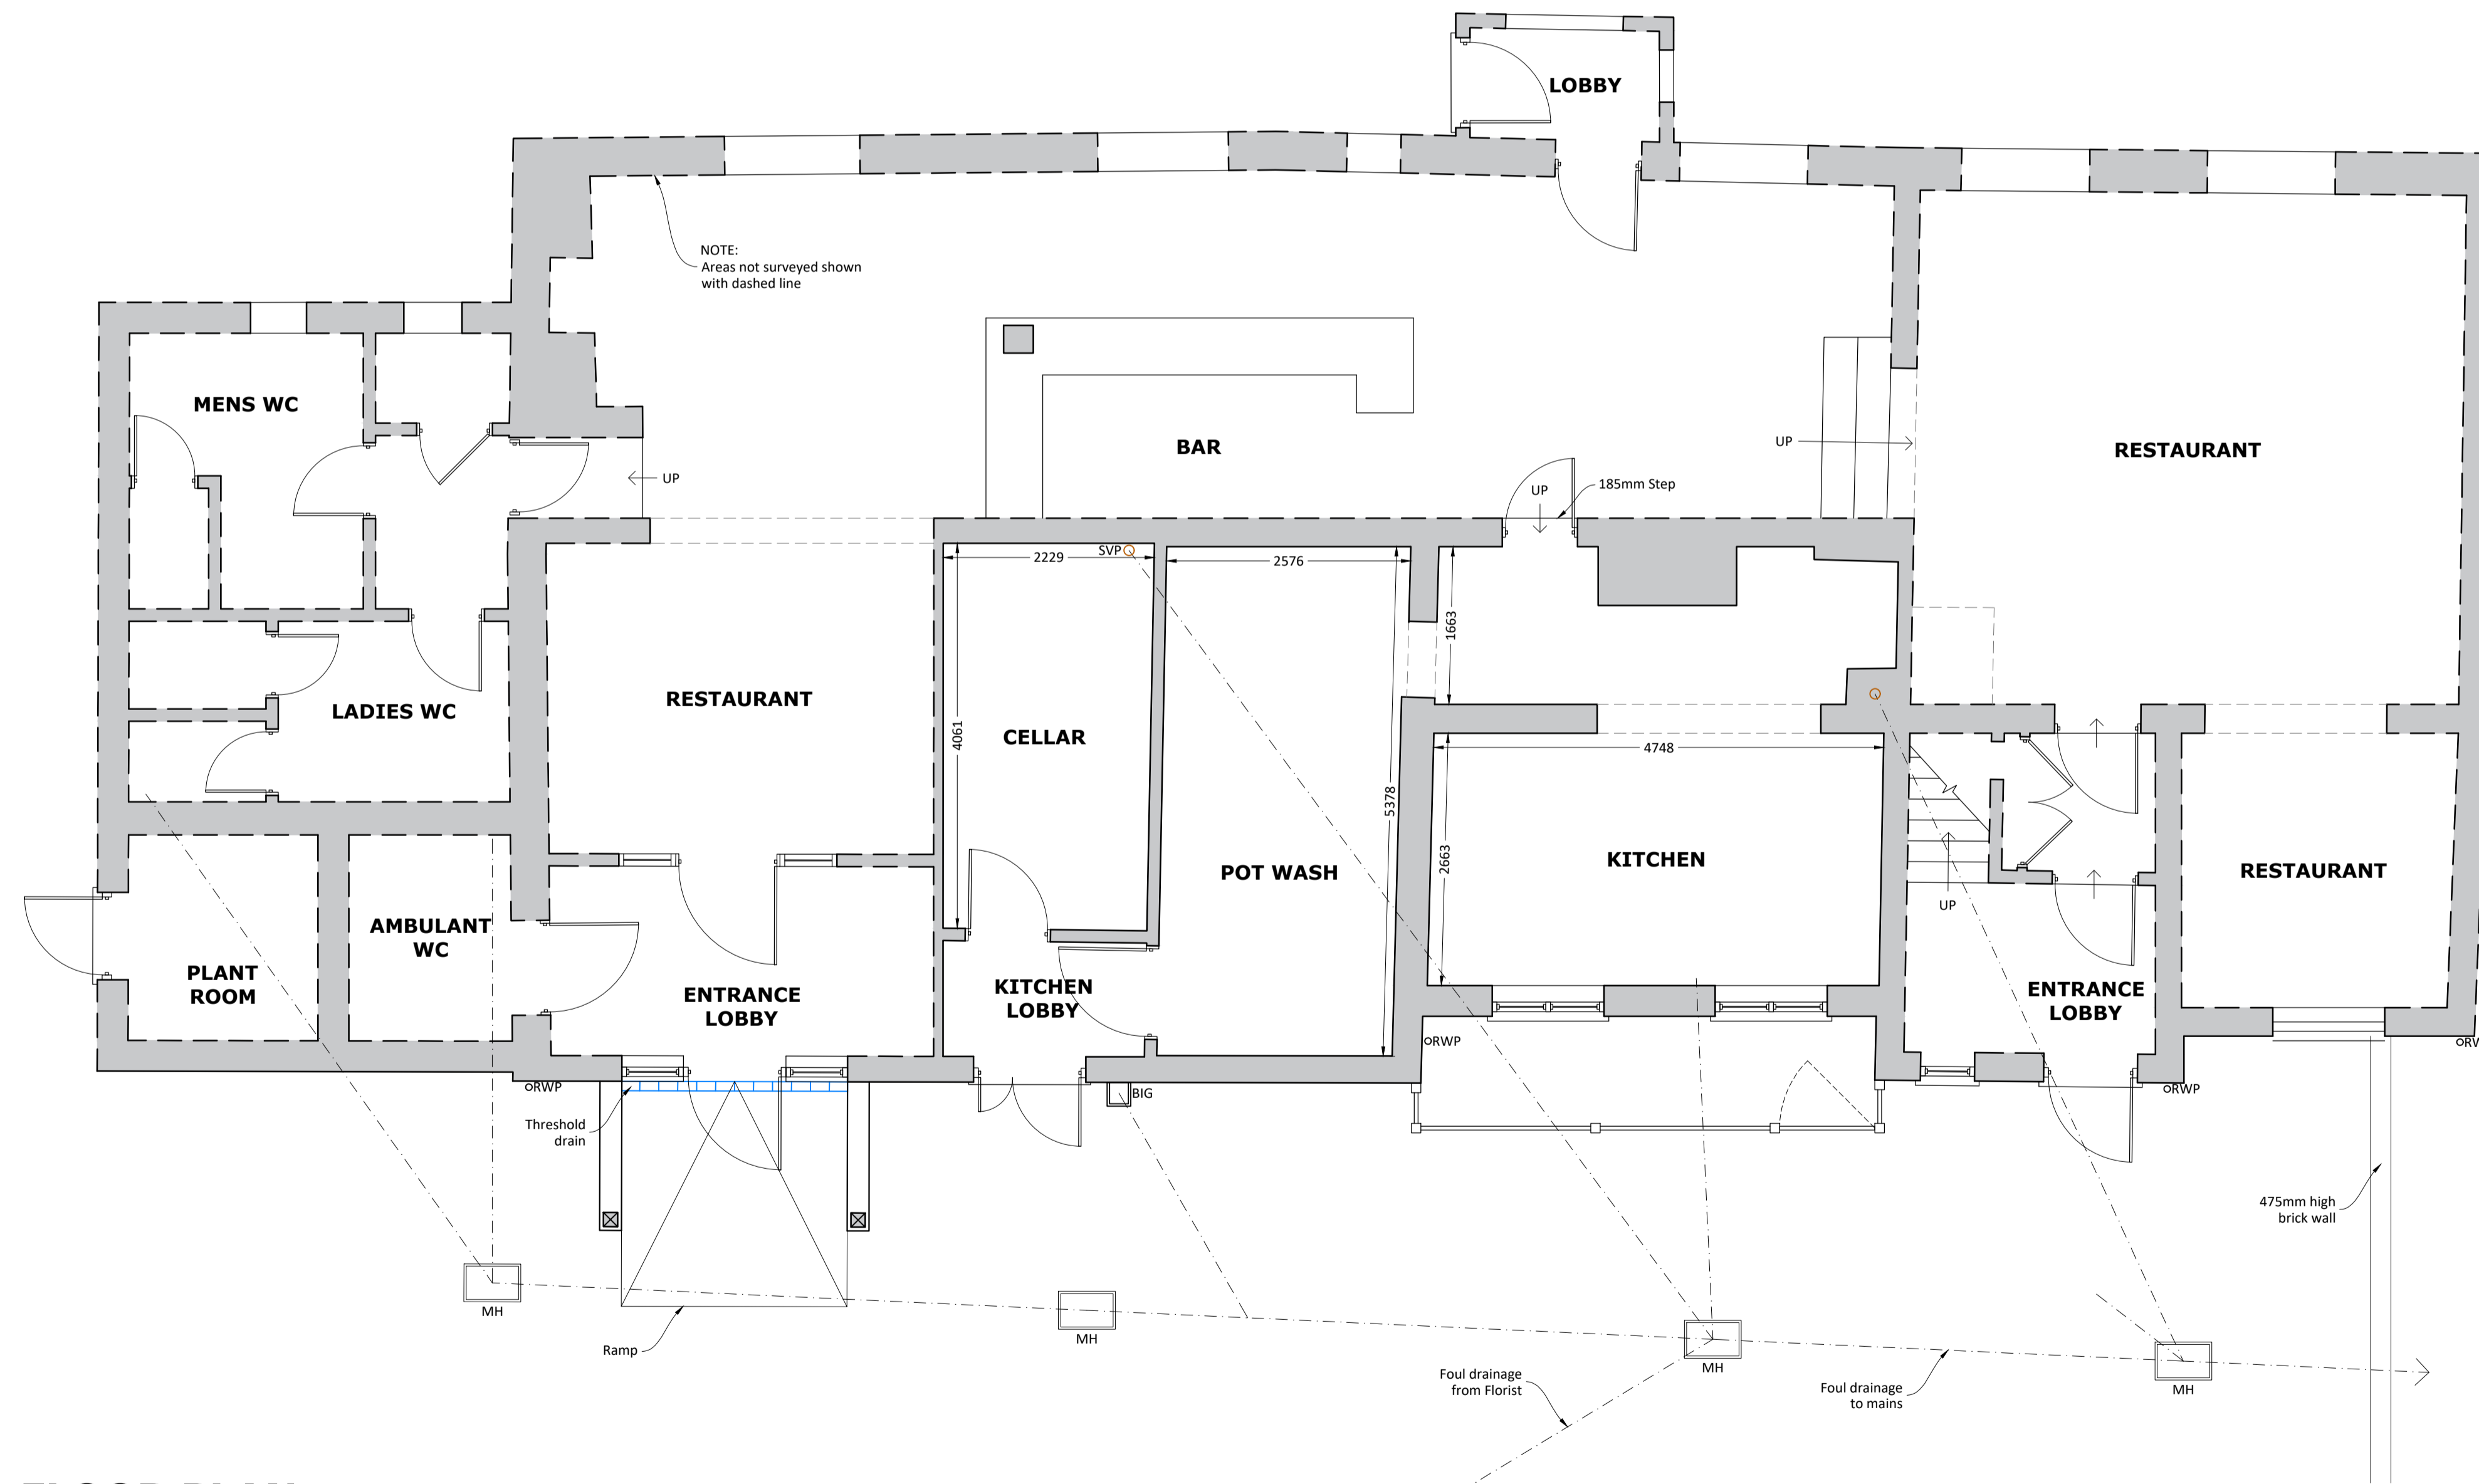 LOBBY
NOTE:
Areas not surveyed shown
with dashed line
MENS WC
BAR
UP
RESTAURANT
UP
UP
185mm Step
SVP
2229
2576
1663
RESTAURANT
LADIES WC
4061
CELLAR
4748
5378
2663
POT WASH
KITCHEN
RESTAURANT
UP
AMBULANT
WC
PLANT
ROOM
ENTRANCE
LOBBY
KITCHEN
LOBBY
ENTRANCE
LOBBY
RWP
RW
RWP
BIG
RWP
Threshold
drain
475mm high
brick wall
MH
MH
Ramp
MH
MH
Foul drainage
from Florist
Foul drainage
to mains